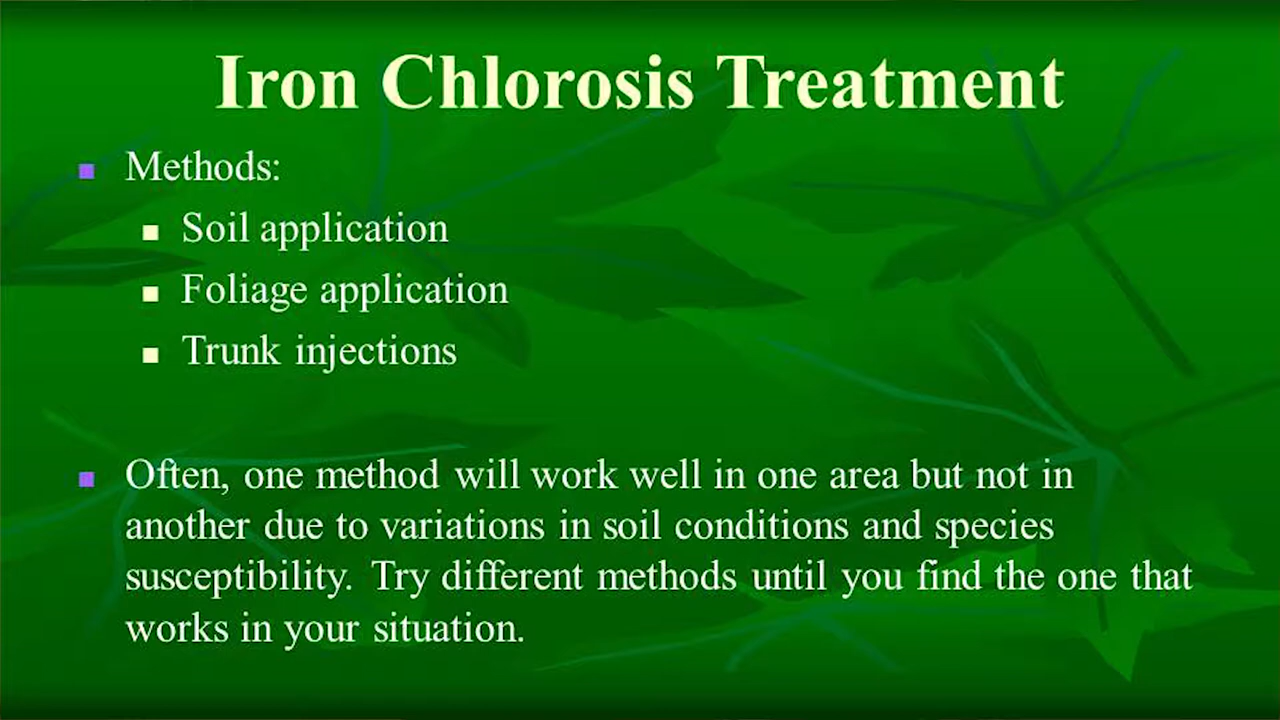 Iron Chlorosis Treatment
Methods:
Soil application
Foliage application
Trunk injections
Often, one method will work well in one area but not in
another due to variations in soil conditions and species
susceptibility. Try different methods until you find the one that
works in your situation.